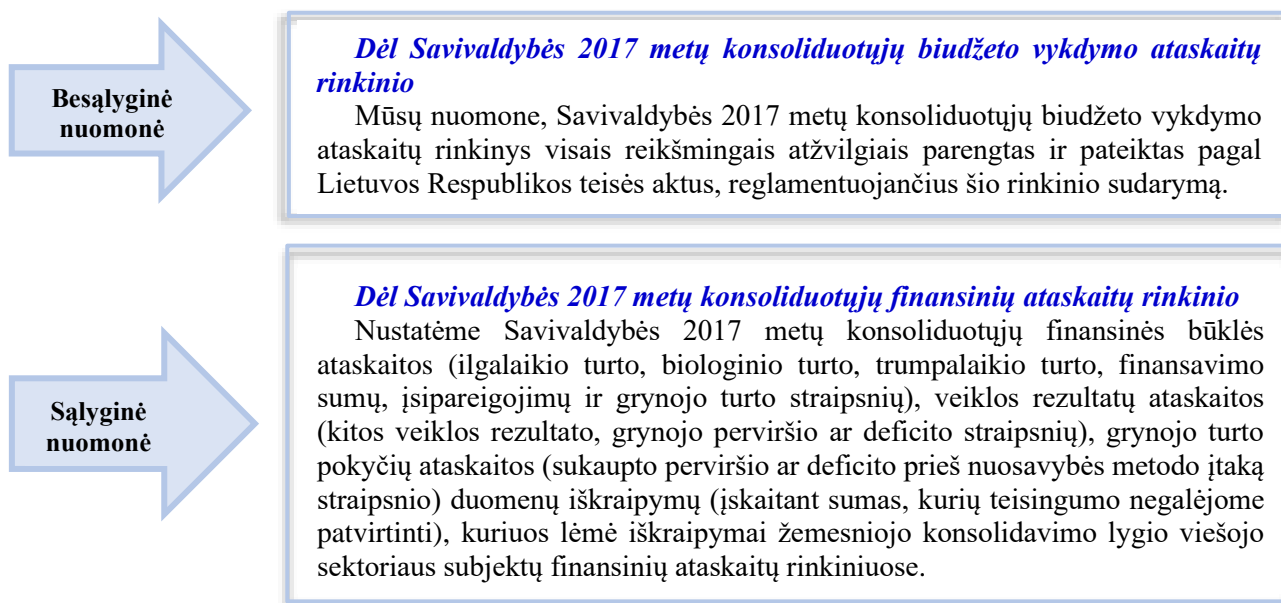 Besąlyginė
nuomonė
Dėl Savivaldybės 2017 metų konsoliduotųjų biudžeto vykdymo ataskaitų
rinkinio
Mūsų nuomone, Savivaldybės 2017 metų konsoliduotųjų biudžeto vykdymo
ataskaitų rinkinys visais reikšmingais atžvilgiais parengtas ir pateiktas pagal
Lietuvos Respublikos teisės aktus, reglamentuojančius šio rinkinio sudarymą.
Sąlyginė
nuomonė
Dėl Savivaldybės 2017 metų konsoliduotųjų finansinių ataskaitų rinkinio
Nustatėme Savivaldybės 2017 metų konsoliduotųjų finansinės būklės
ataskaitos (ilgalaikio turto, biologinio turto, trumpalaikio turto, finansavimo
sumų, įsipareigojimų ir grynojo turto straipsnių), veiklos rezultatų ataskaitos
(kitos veiklos rezultato, grynojo perviršio ar deficito straipsnių), grynojo turto
pokyčių ataskaitos (sukaupto perviršio ar deficito prieš nuosavybės metodo įtaką
straipsnio) duomenų iškraipymų (įskaitant sumas, kurių teisingumo negalėjome
patvirtinti), kuriuos lėmė iškraipymai žemesniojo konsolidavimo lygio viešojo
sektoriaus subjektų finansinių ataskaitų rinkiniuose.